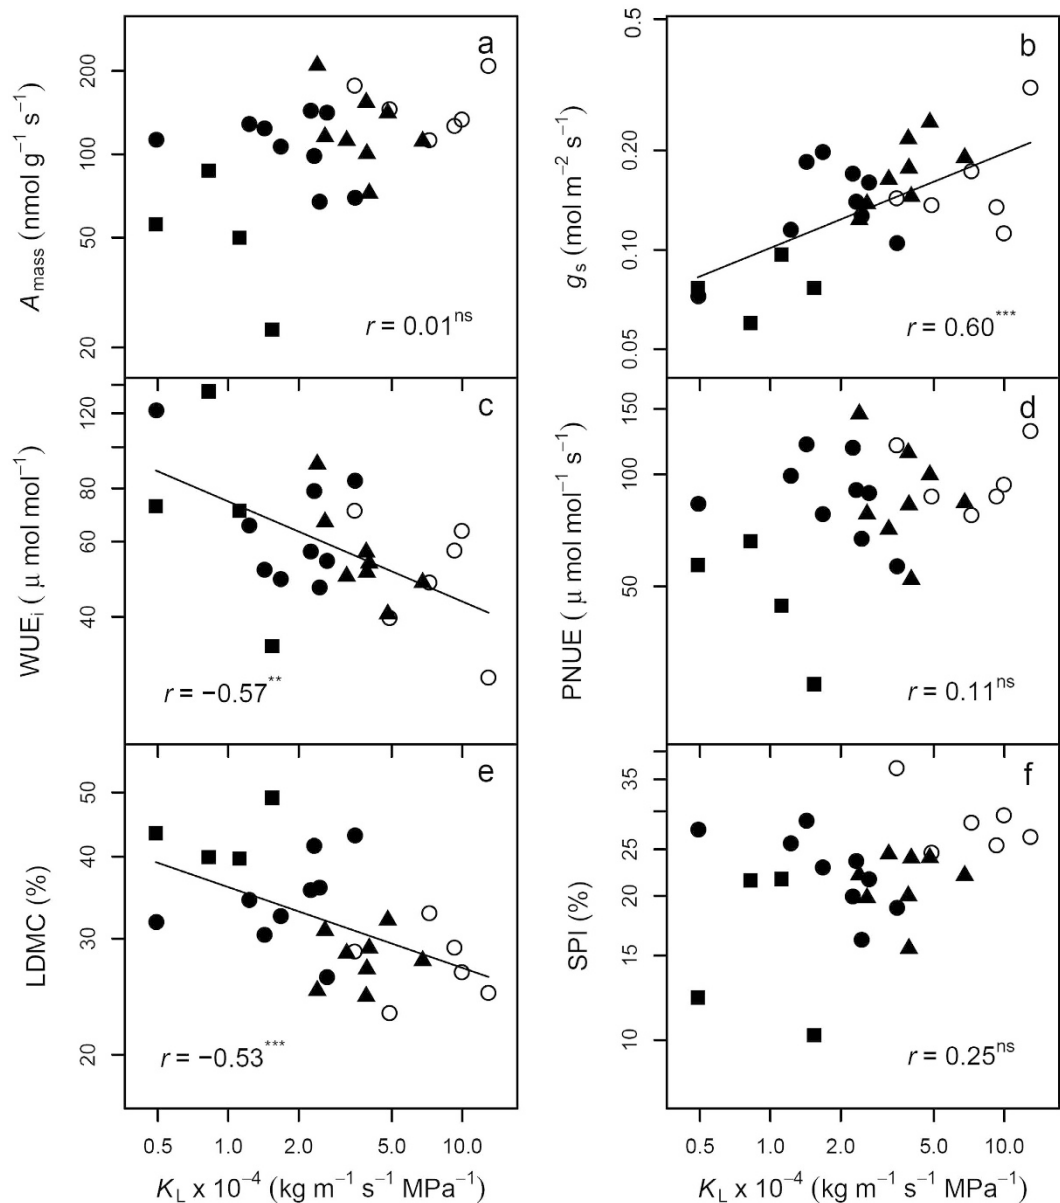 a
200
100
50
20
A_mass (nmol g⁻¹ s⁻¹)
r = 0.01^ns
b
0.5
0.20
0.10
0.05
g_s (mol m⁻² s⁻¹)
r = 0.60^***
c
120
80
60
40
WUE_i ( μ mol mol⁻¹)
r = −0.57^**
d
150
100
50
PNUE ( μ mol mol⁻¹ s⁻¹)
r = 0.11^ns
e
50
40
30
20
LDMC (%)
r = −0.53^***
f
35
25
20
15
10
SPI (%)
r = 0.25^ns
0.5 1.0 2.0 5.0 10.0
K_L x 10⁻⁴ (kg m⁻¹ s⁻¹ MPa⁻¹)
0.5 1.0 2.0 5.0 10.0
K_L x 10⁻⁴ (kg m⁻¹ s⁻¹ MPa⁻¹)